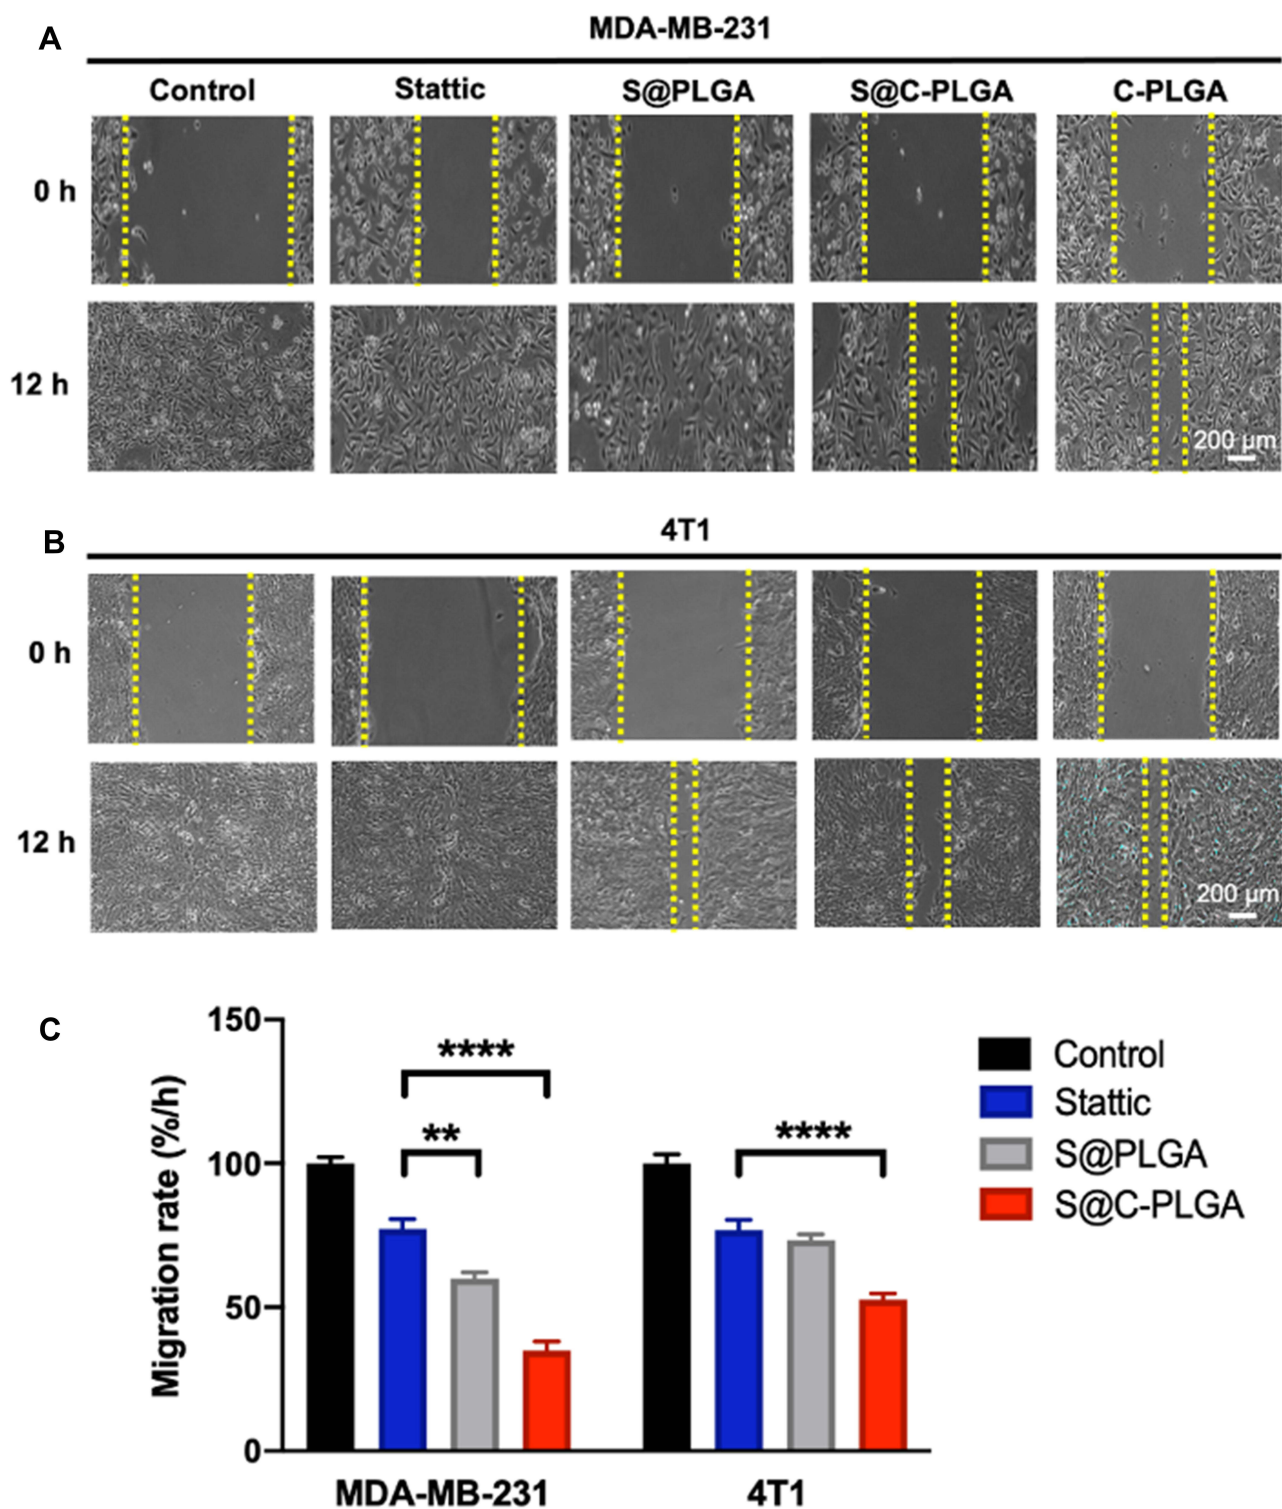 A
MDA-MB-231
Control Stattic S@PLGA S@C-PLGA C-PLGA
0 h
12 h
200 µm
B
4T1
0 h
12 h
200 µm
C
Migration rate (%/h)
150
100
50
0
****
**
****
MDA-MB-231 4T1
Control
Stattic
S@PLGA
S@C-PLGA